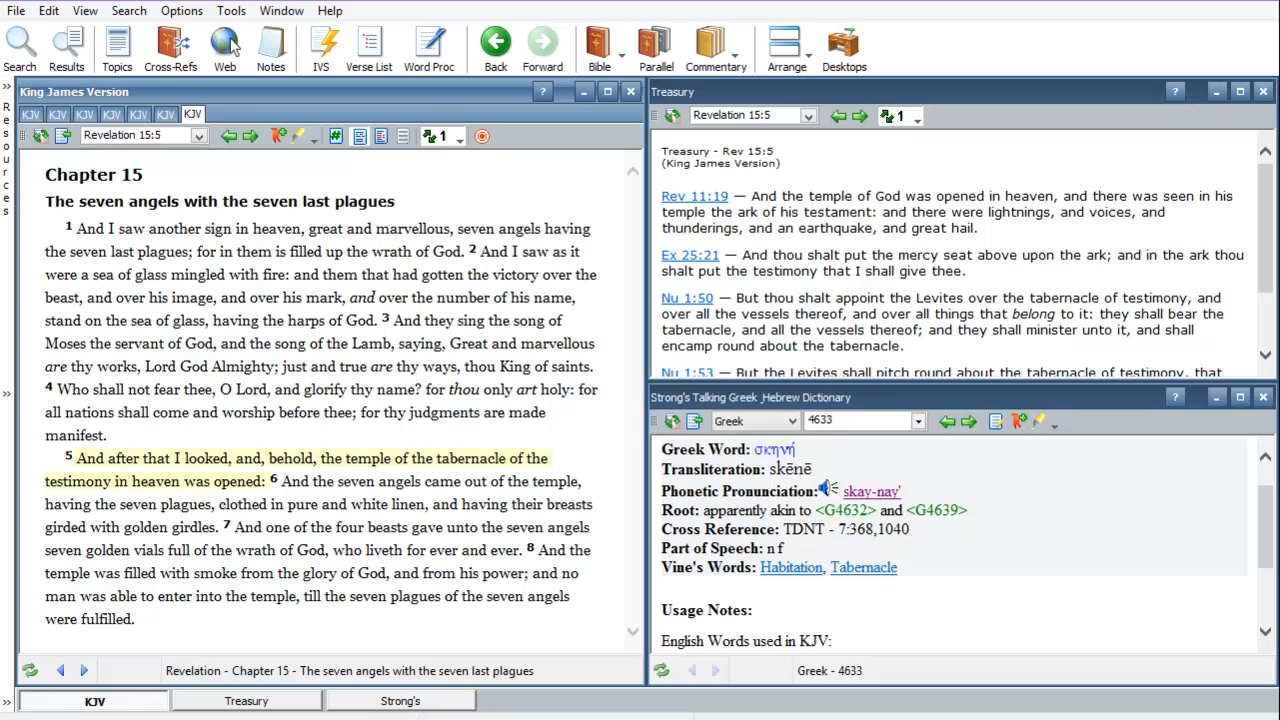 File Edit View Search Options Tools Window Help
Search Results Topics Cross-Refs Web Notes IVS Verse List Word Proc Back Forward Bible Parallel Commentary Arrange Desktops
Resources
King James Version
KJV KJV KJV KJV KJV KJV KJV
Revelation 15:5
1
Chapter 15
The seven angels with the seven last plagues
1 And I saw another sign in heaven, great and marvellous, seven angels having
the seven last plagues; for in them is filled up the wrath of God. 2 And I saw as it
were a sea of glass mingled with fire: and them that had gotten the victory over the
beast, and over his image, and over his mark, and over the number of his name,
stand on the sea of glass, having the harps of God. 3 And they sing the song of
Moses the servant of God, and the song of the Lamb, saying, Great and marvellous
are thy works, Lord God Almighty; just and true are thy ways, thou King of saints.
4 Who shall not fear thee, O Lord, and glorify thy name? for thou only art holy: for
all nations shall come and worship before thee; for thy judgments are made
manifest.
5 And after that I looked, and, behold, the temple of the tabernacle of the
testimony in heaven was opened: 6 And the seven angels came out of the temple,
having the seven plagues, clothed in pure and white linen, and having their breasts
girded with golden girdles. 7 And one of the four beasts gave unto the seven angels
seven golden vials full of the wrath of God, who liveth for ever and ever. 8 And the
temple was filled with smoke from the glory of God, and from his power; and no
man was able to enter into the temple, till the seven plagues of the seven angels
were fulfilled.
Revelation - Chapter 15 - The seven angels with the seven last plagues
Treasury
Revelation 15:5
1
Treasury - Rev 15:5
(King James Version)
Rev 11:19 — And the temple of God was opened in heaven, and there was seen in his
temple the ark of his testament: and there were lightnings, and voices, and
thunderings, and an earthquake, and great hail.
Ex 25:21 — And thou shalt put the mercy seat above upon the ark; and in the ark thou
shalt put the testimony that I shall give thee.
Nu 1:50 — But thou shalt appoint the Levites over the tabernacle of testimony, and
over all the vessels thereof, and over all things that belong to it: they shall bear the
tabernacle, and all the vessels thereof; and they shall minister unto it, and shall
encamp round about the tabernacle.
Nu 1:53 — But the Levites shall pitch round about the tabernacle of testimony, that
Strong's Talking Greek _Hebrew Dictionary
Greek 4633
Greek Word: σκηνή
Transliteration: skēnē
Phonetic Pronunciation: skay-nay'
Root: apparently akin to <G4632> and <G4639>
Cross Reference: TDNT - 7:368,1040
Part of Speech: n f
Vine's Words: Habitation, Tabernacle
Usage Notes:
English Words used in KJV:
Greek - 4633
KJV Treasury Strong's